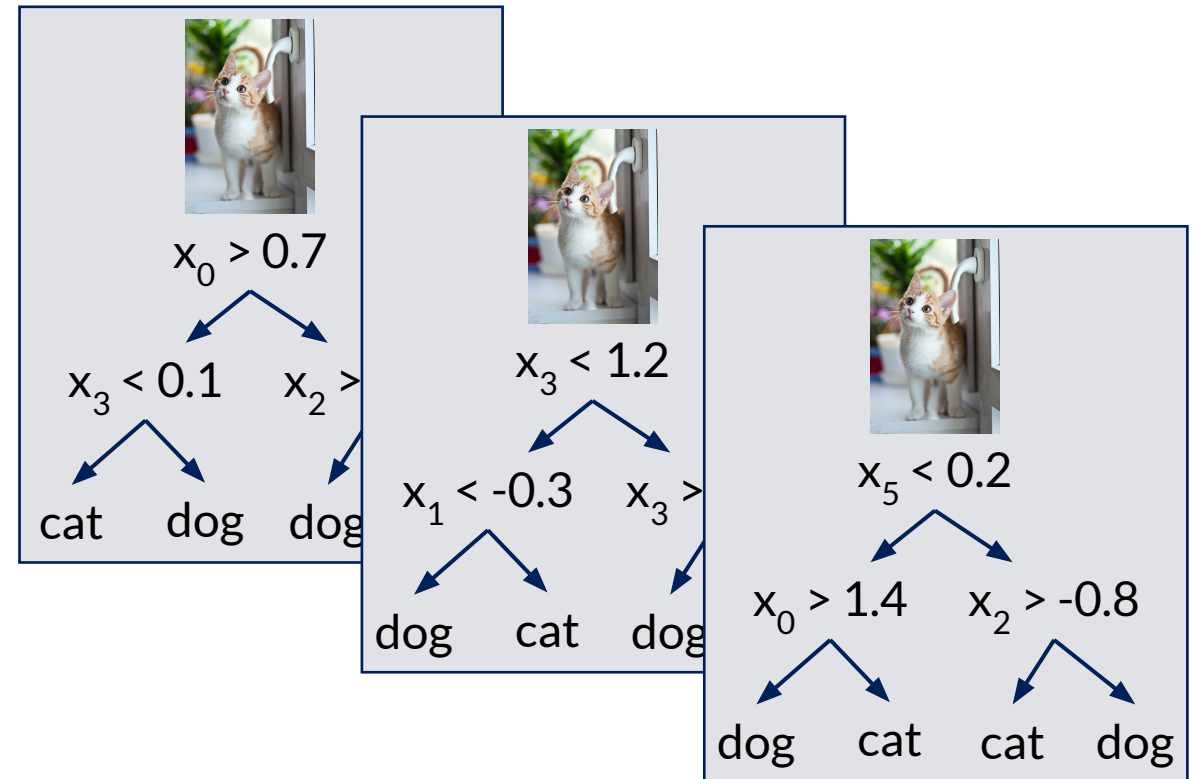 x₀ > 0.7
x₃ < 0.1 x₂ >
cat dog dog
x₃ < 1.2
x₁ < -0.3 x₃ >
dog cat dog
x₅ < 0.2
x₀ > 1.4 x₂ > -0.8
dog cat cat dog